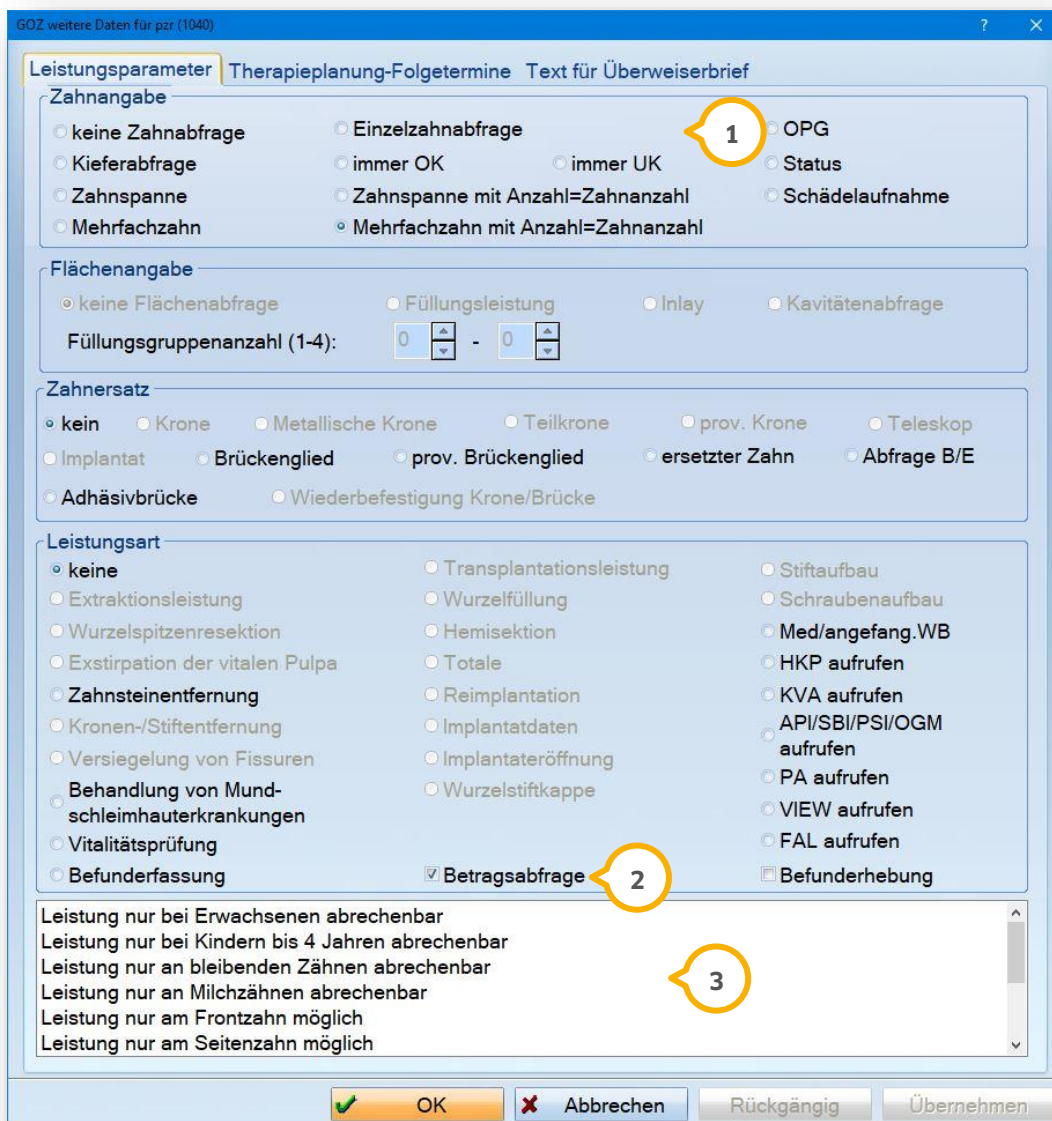 GOZ weitere Daten für pzr (1040) ? ×
Leistungsparameter Therapieplanung-Folgetermine Text für Überweiserbrief
Zahnangabe
keine Zahnabfrage Einzelzahnabfrage 1 OPG
Kieferabfrage immer OK immer UK Status
Zahnspanne Zahnspanne mit Anzahl=Zahnanzahl Schädelaufnahme
Mehrfachzahn Mehrfachzahn mit Anzahl=Zahnanzahl
Flächenangabe
keine Flächenabfrage Füllungsleistung Inlay Kavitätenabfrage
Füllungsgruppenanzahl (1-4): 0 - 0
Zahnersatz
kein Krone Metallische Krone Teilkrone prov. Krone Teleskop
Implantat Brückenglied prov. Brückenglied ersetzter Zahn Abfrage B/E
Adhäsivbrücke Wiederbefestigung Krone/Brücke
Leistungsart
keine Transplantationsleistung Stiftaufbau
Extraktionsleistung Wurzelfüllung Schraubenaufbau
Wurzelspitzenresektion Hemisektion Med/angefang.WB
Exstirpation der vitalen Pulpa Totale HKP aufrufen
Zahnsteinentfernung Reimplantation KVA aufrufen
Kronen-/Stiftentfernung Implantatdaten API/SBI/PSI/OGM
aufrufen
Versiegelung von Fissuren Implantateröffnung PA aufrufen
Behandlung von Mund- Wurzelstiftkappe
schleimhauterkrankungen VIEW aufrufen
Vitalitätsprüfung FAL aufrufen
Befunderfassung Betragsabfrage 2 Befunderhebung
Leistung nur bei Erwachsenen abrechenbar
Leistung nur bei Kindern bis 4 Jahren abrechenbar
Leistung nur an bleibenden Zähnen abrechenbar
3
Leistung nur an Milchzähnen abrechenbar
Leistung nur am Frontzahn möglich
Leistung nur am Seitenzahn möglich
OK Abbrechen Rückgängig Übernehmen